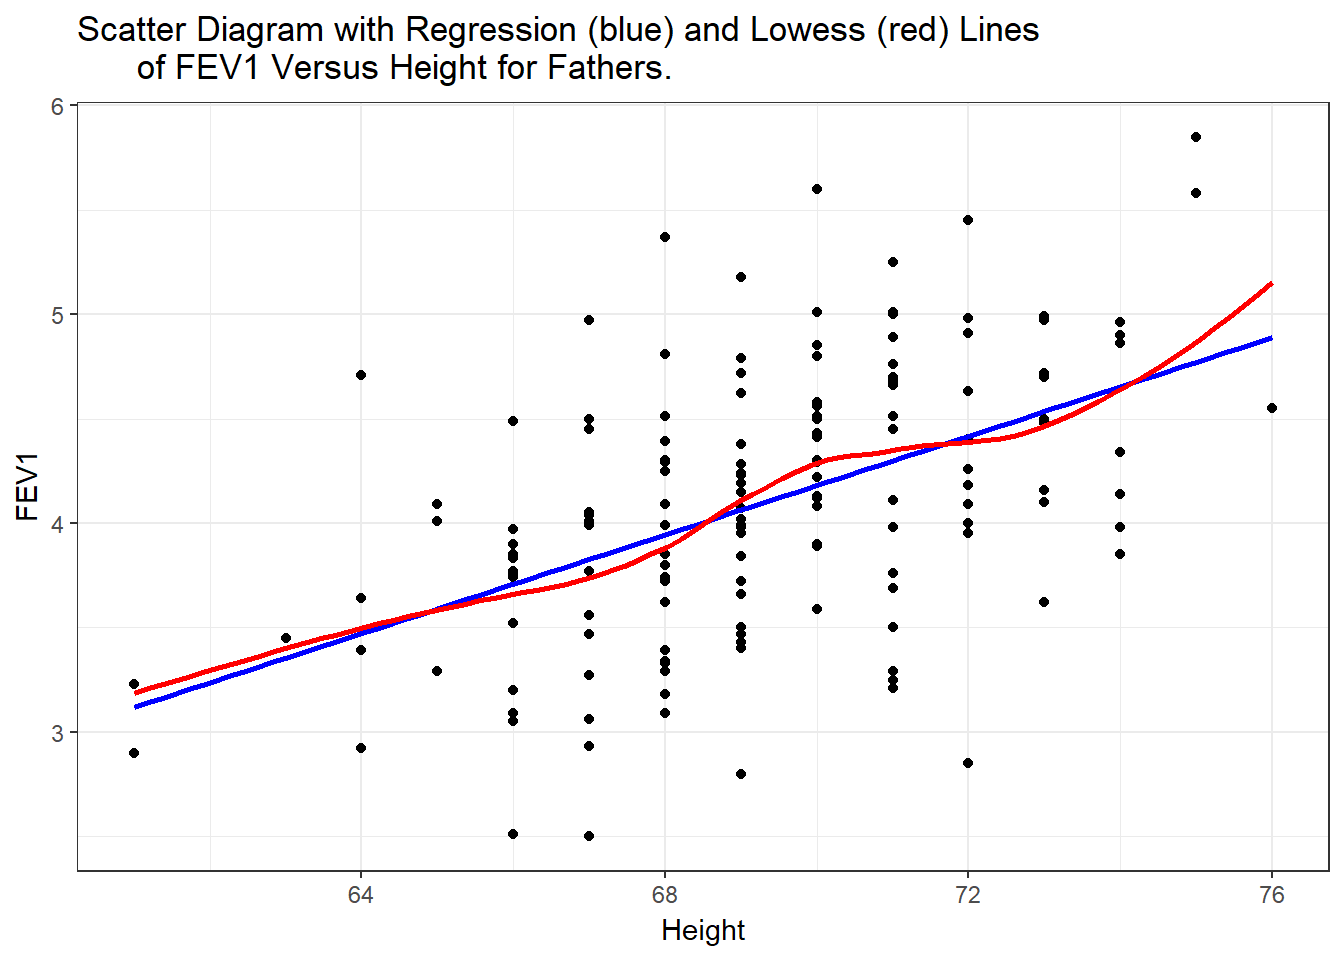 Scatter Diagram with Regression (blue) and Lowess (red) Lines
of FEV1 Versus Height for Fathers.
6
5
4
3
FEV1
64 68 72 76
Height